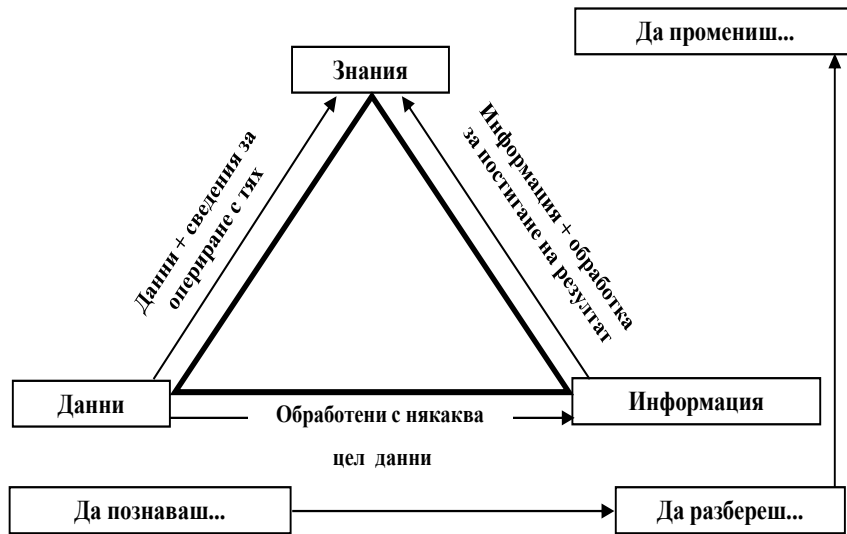 Да промениш...
Знания
Данни + сведения за
опериране с тях
Информация + обработка
за постигане на резултат
Данни
Обработени с някаква
цел данни
Информация
Да познаваш...
Да разбереш...